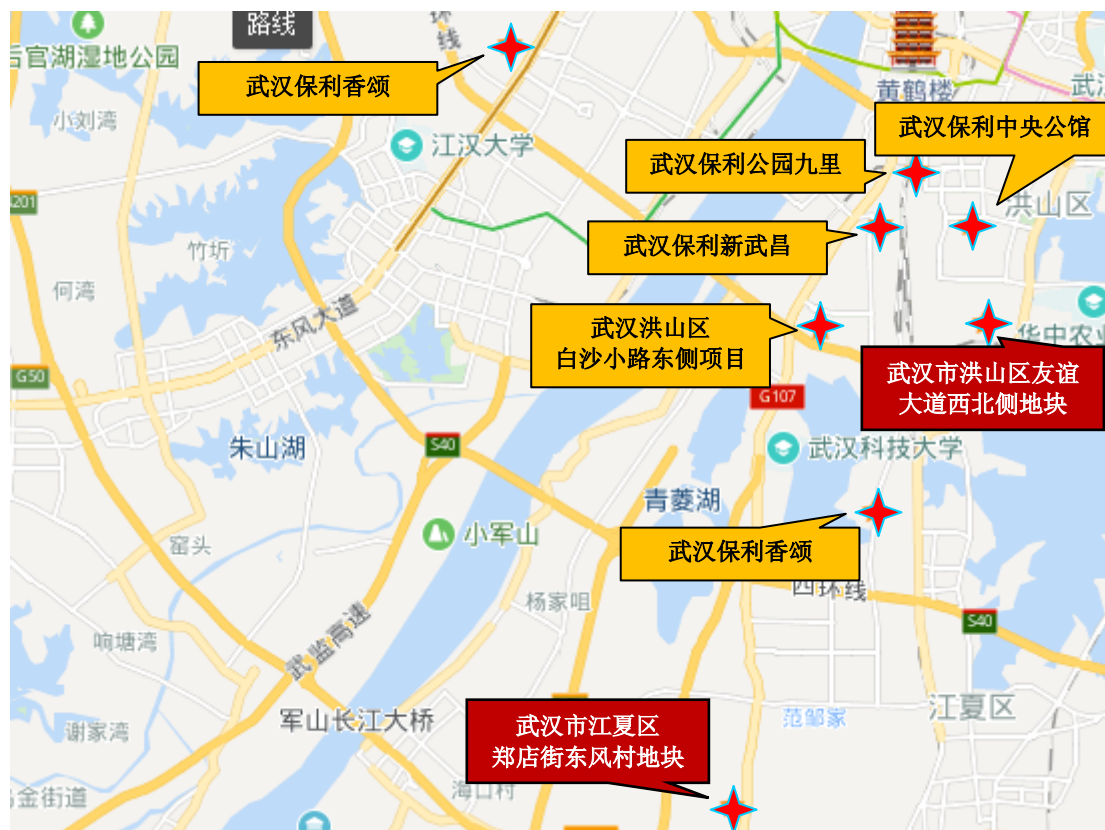 路线
环
线
后官湖湿地公园
武汉保利香颂
黄鹤楼
武汉保利中央公馆
小刘湾
江汉大学
武汉保利公园九里
洪山区
竹圻
武汉保利新武昌
何湾
东风大道
武汉洪山区
白沙小路东侧项目
华中农业
G50
武汉市洪山区友谊
大道西北侧地块
G107
朱山湖
S40
武汉科技大学
青菱湖
小军山
武汉保利香颂
窑头
四环线
杨家咀
S40
响塘湾
武监高速
谢家湾
军山长江大桥
武汉市江夏区
郑店街东风村地块
范邹家
江夏区
海口村
金街道